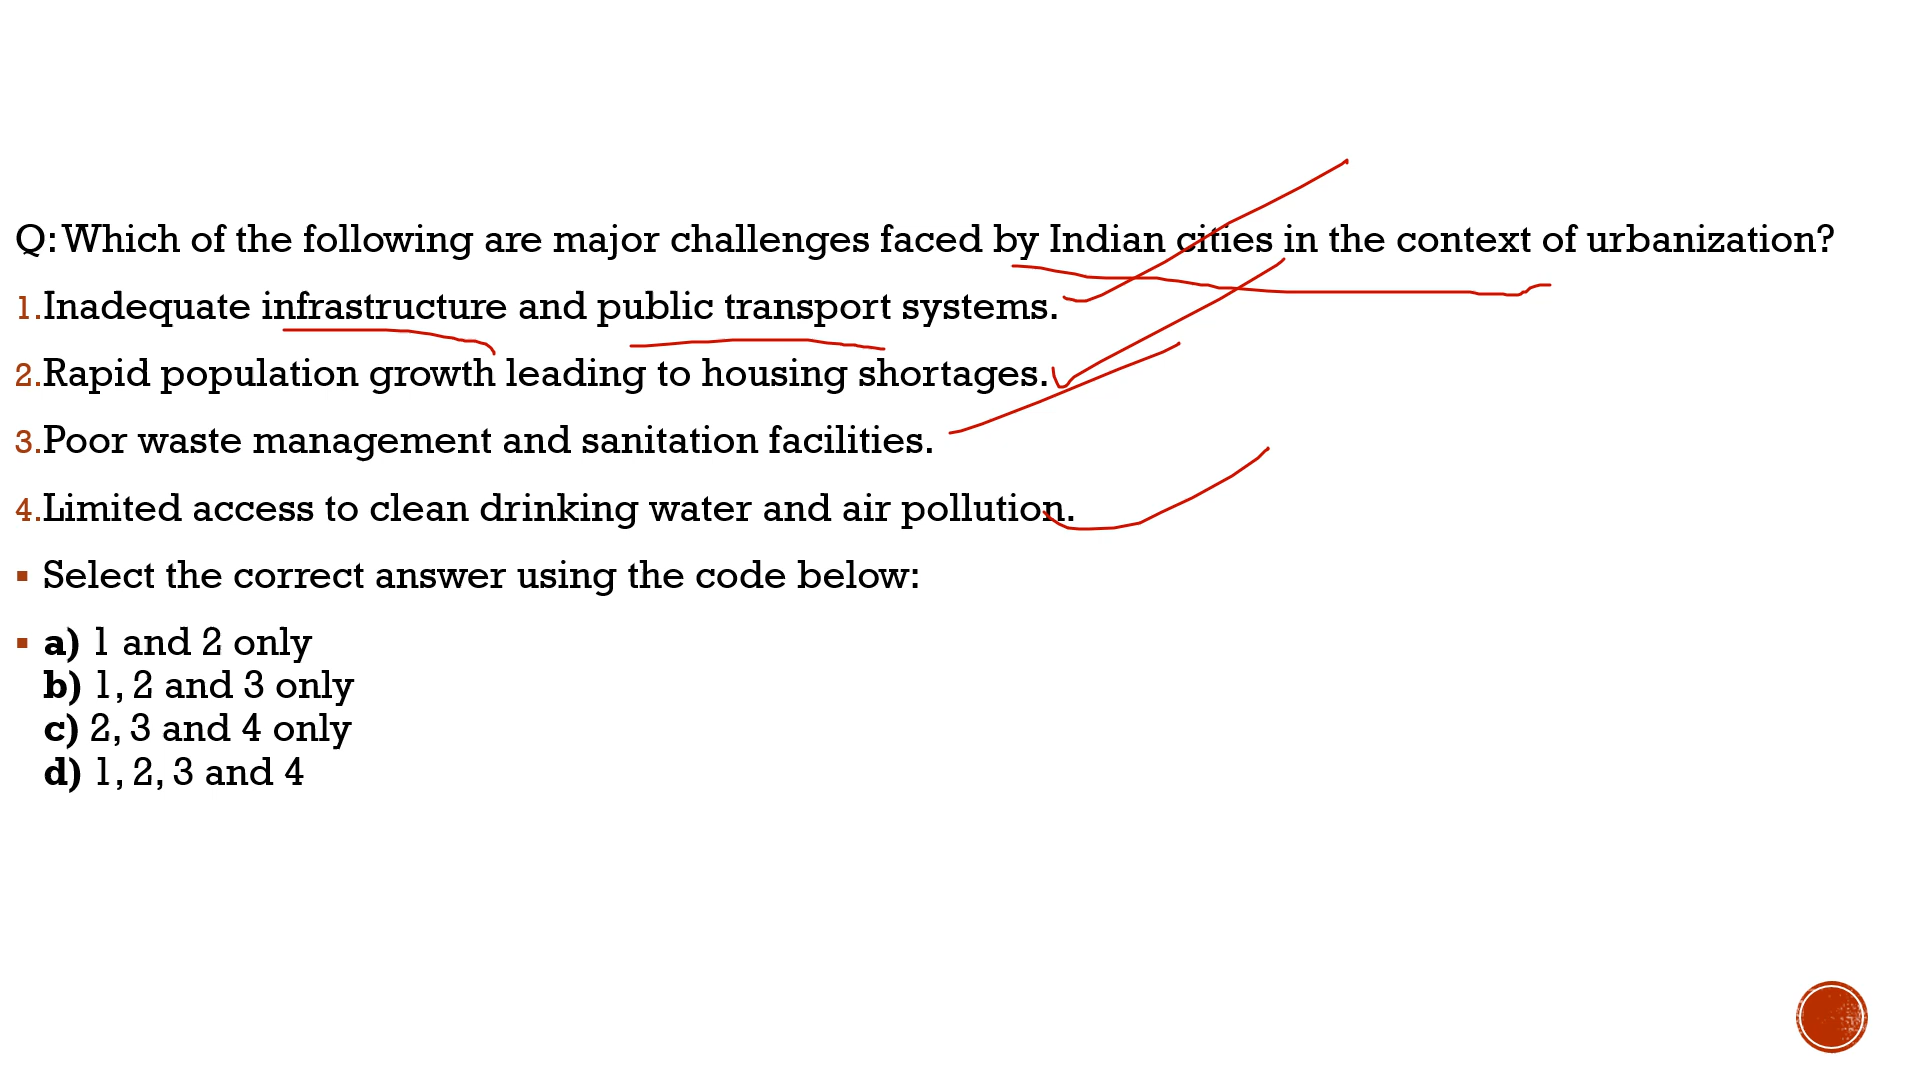 Q: Which of the following are major challenges faced by Indian cities in the context of urbanization?
1. Inadequate infrastructure and public transport systems.
2. Rapid population growth leading to housing shortages.
3. Poor waste management and sanitation facilities.
4. Limited access to clean drinking water and air pollution.
▪ Select the correct answer using the code below:
▪ a) 1 and 2 only
b) 1, 2 and 3 only
c) 2, 3 and 4 only
d) 1, 2, 3 and 4